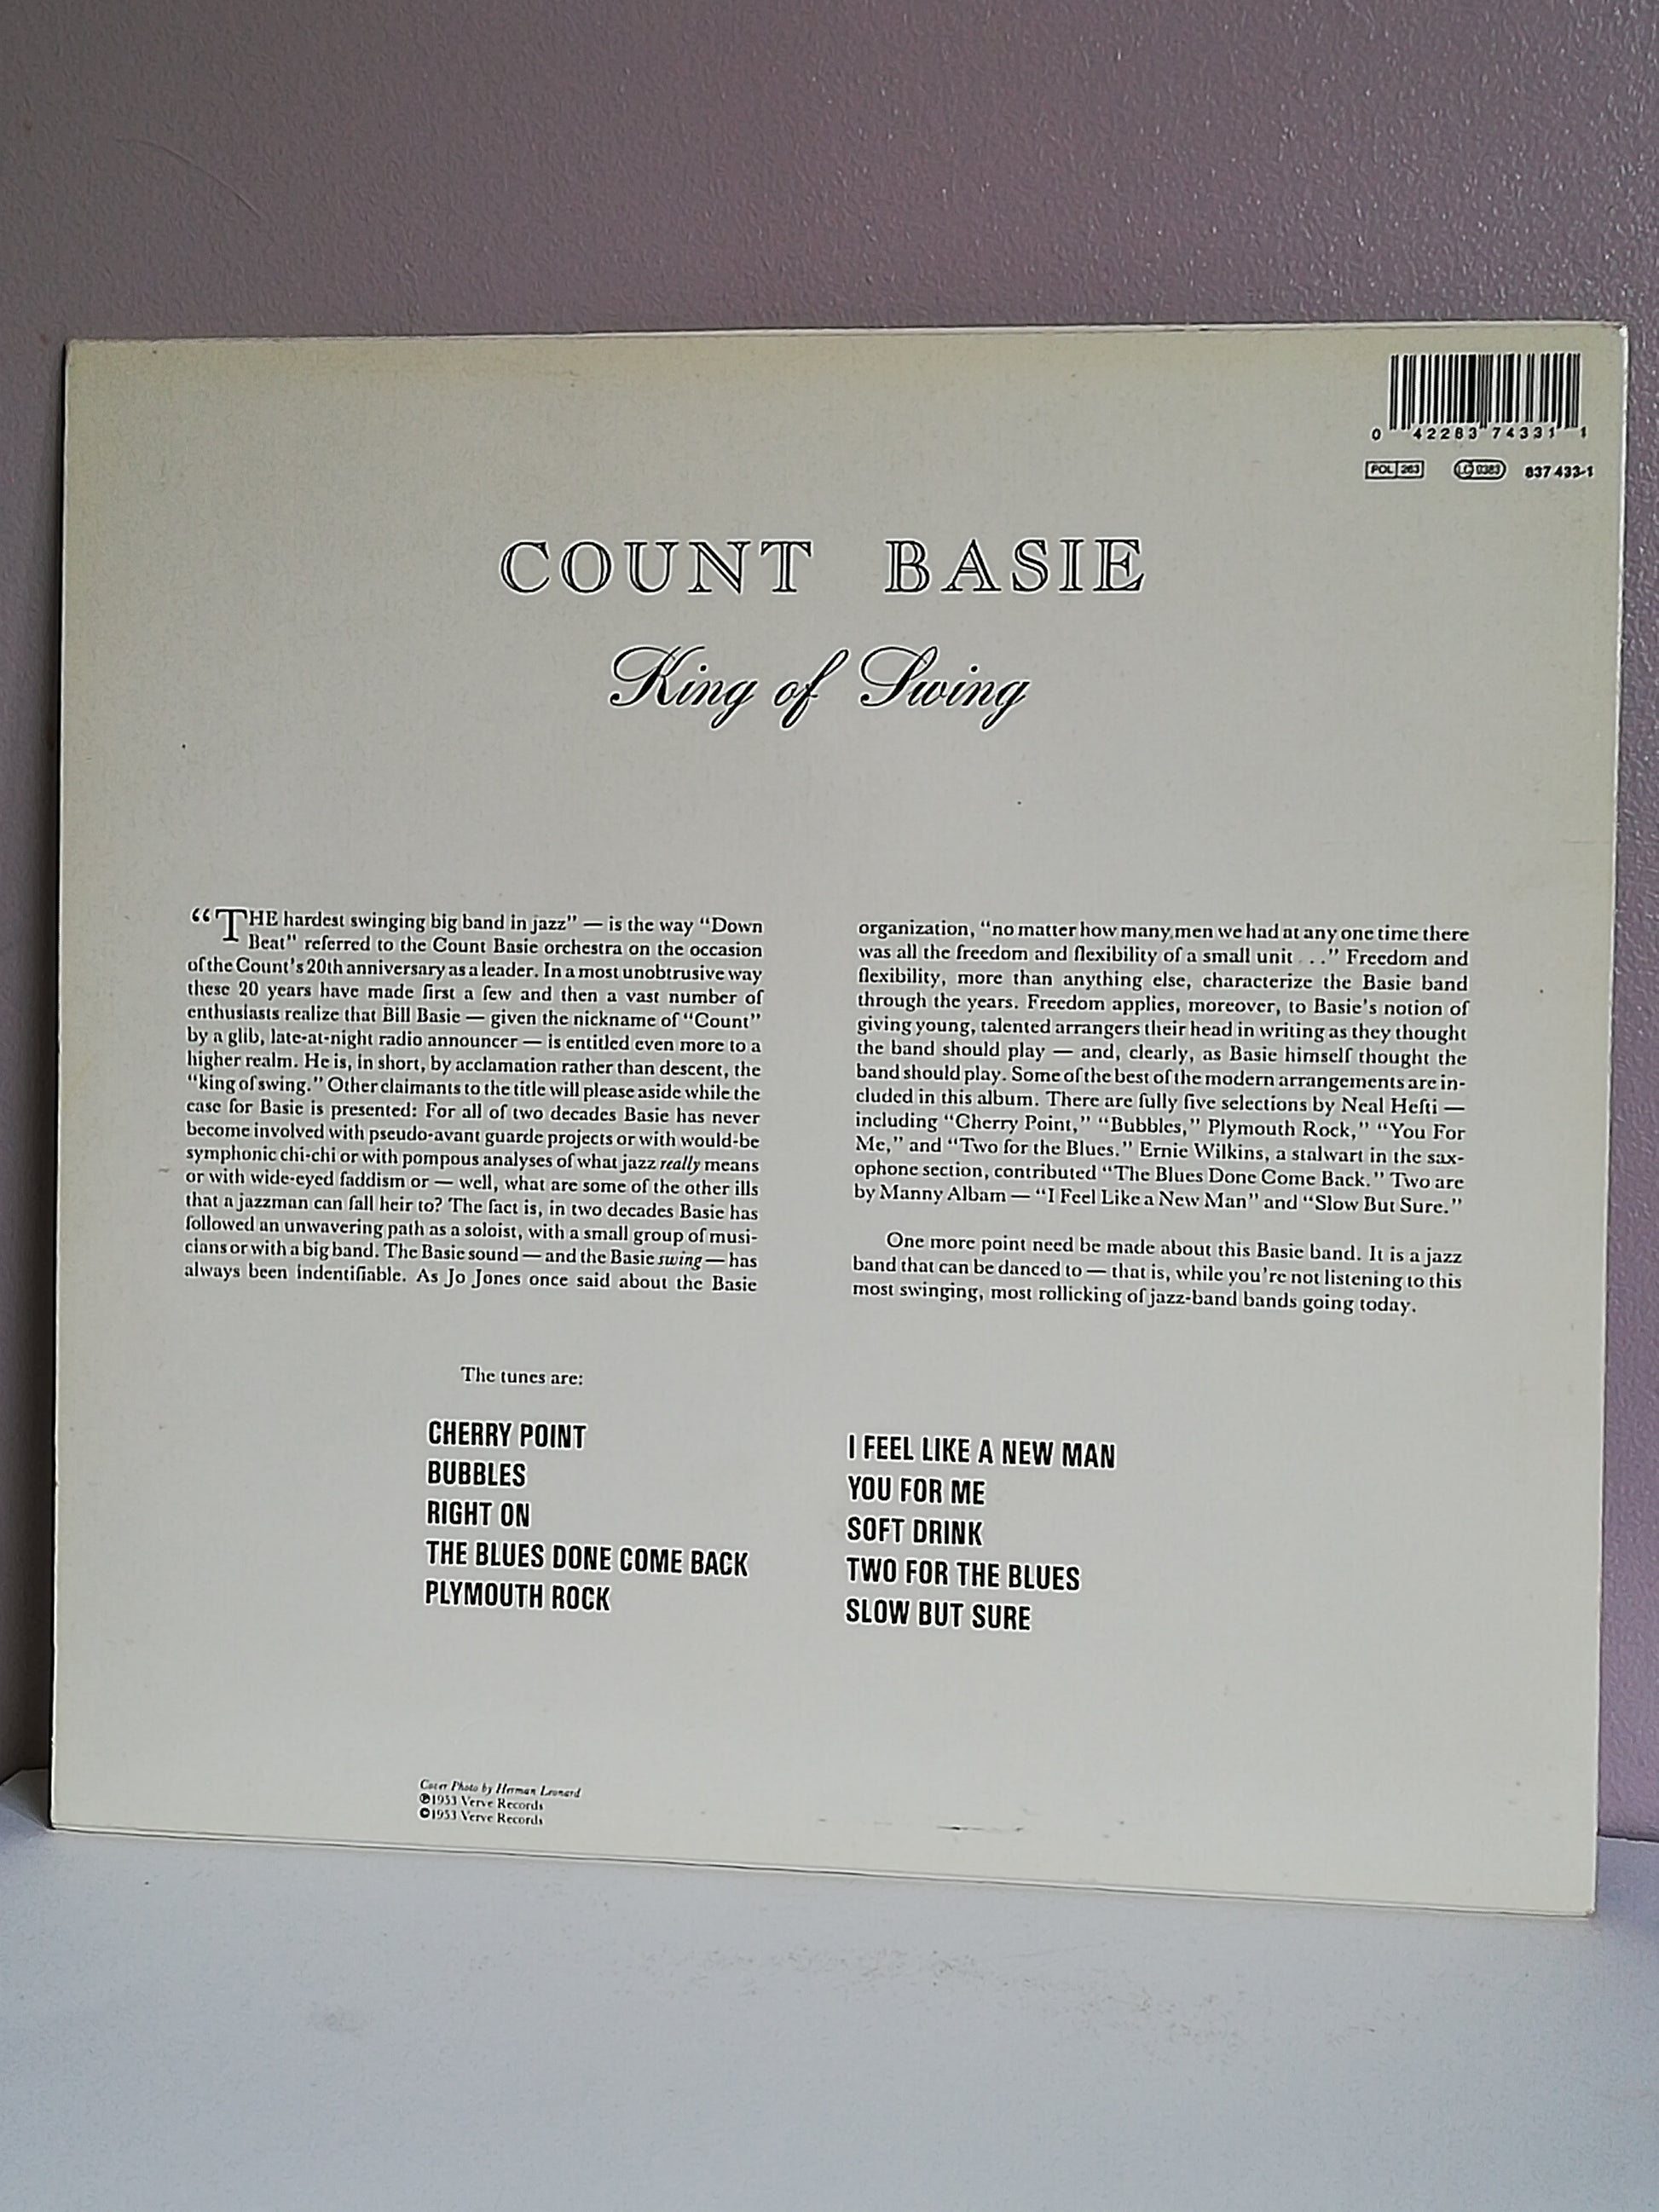 0 42283 74331 1
POL 263 LC 0383 837 433-1
COUNT BASIE
King of Swing
“THE hardest swinging big band in jazz” — is the way “Down
Beat” referred to the Count Basie orchestra on the occasion
of the Count's 20th anniversary as a leader. In a most unobtrusive way
these 20 years have made first a few and then a vast number of
enthusiasts realize that Bill Basie — given the nickname of “Count”
by a glib, late-at-night radio announcer — is entitled even more to a
higher realm. He is, in short, by acclamation rather than descent, the
“king of swing.” Other claimants to the title will please aside while the
case for Basie is presented: For all of two decades Basie has never
become involved with pseudo-avant guarde projects or with would-be
symphonic chi-chi or with pompous analyses of what jazz really means
or with wide-eyed faddism or — well, what are some of the other ills
that a jazzman can fall heir to? The fact is, in two decades Basie has
followed an unwavering path as a soloist, with a small group of musi-
cians or with a big band. The Basie sound — and the Basie swing — has
always been indentifiable. As Jo Jones once said about the Basie
organization, “no matter how many men we had at any one time there
was all the freedom and flexibility of a small unit . . .” Freedom and
flexibility, more than anything else, characterize the Basie band
through the years. Freedom applies, moreover, to Basie's notion of
giving young, talented arrangers their head in writing as they thought
the band should play — and, clearly, as Basie himself thought the
band should play. Some of the best of the modern arrangements are in-
cluded in this album. There are fully five selections by Neal Hefti —
including “Cherry Point,” “Bubbles,” Plymouth Rock,” “You For
Me,” and “Two for the Blues.” Ernie Wilkins, a stalwart in the sax-
ophone section, contributed “The Blues Done Come Back.” Two are
by Manny Albam — “I Feel Like a New Man” and “Slow But Sure.”
One more point need be made about this Basie band. It is a jazz
band that can be danced to — that is, while you're not listening to this
most swinging, most rollicking of jazz-band bands going today.
The tunes are:
CHERRY POINT
BUBBLES
RIGHT ON
THE BLUES DONE COME BACK
PLYMOUTH ROCK
I FEEL LIKE A NEW MAN
YOU FOR ME
SOFT DRINK
TWO FOR THE BLUES
SLOW BUT SURE
Cover Photo by Herman Leonard
℗1953 Verve Records
©1953 Verve Records